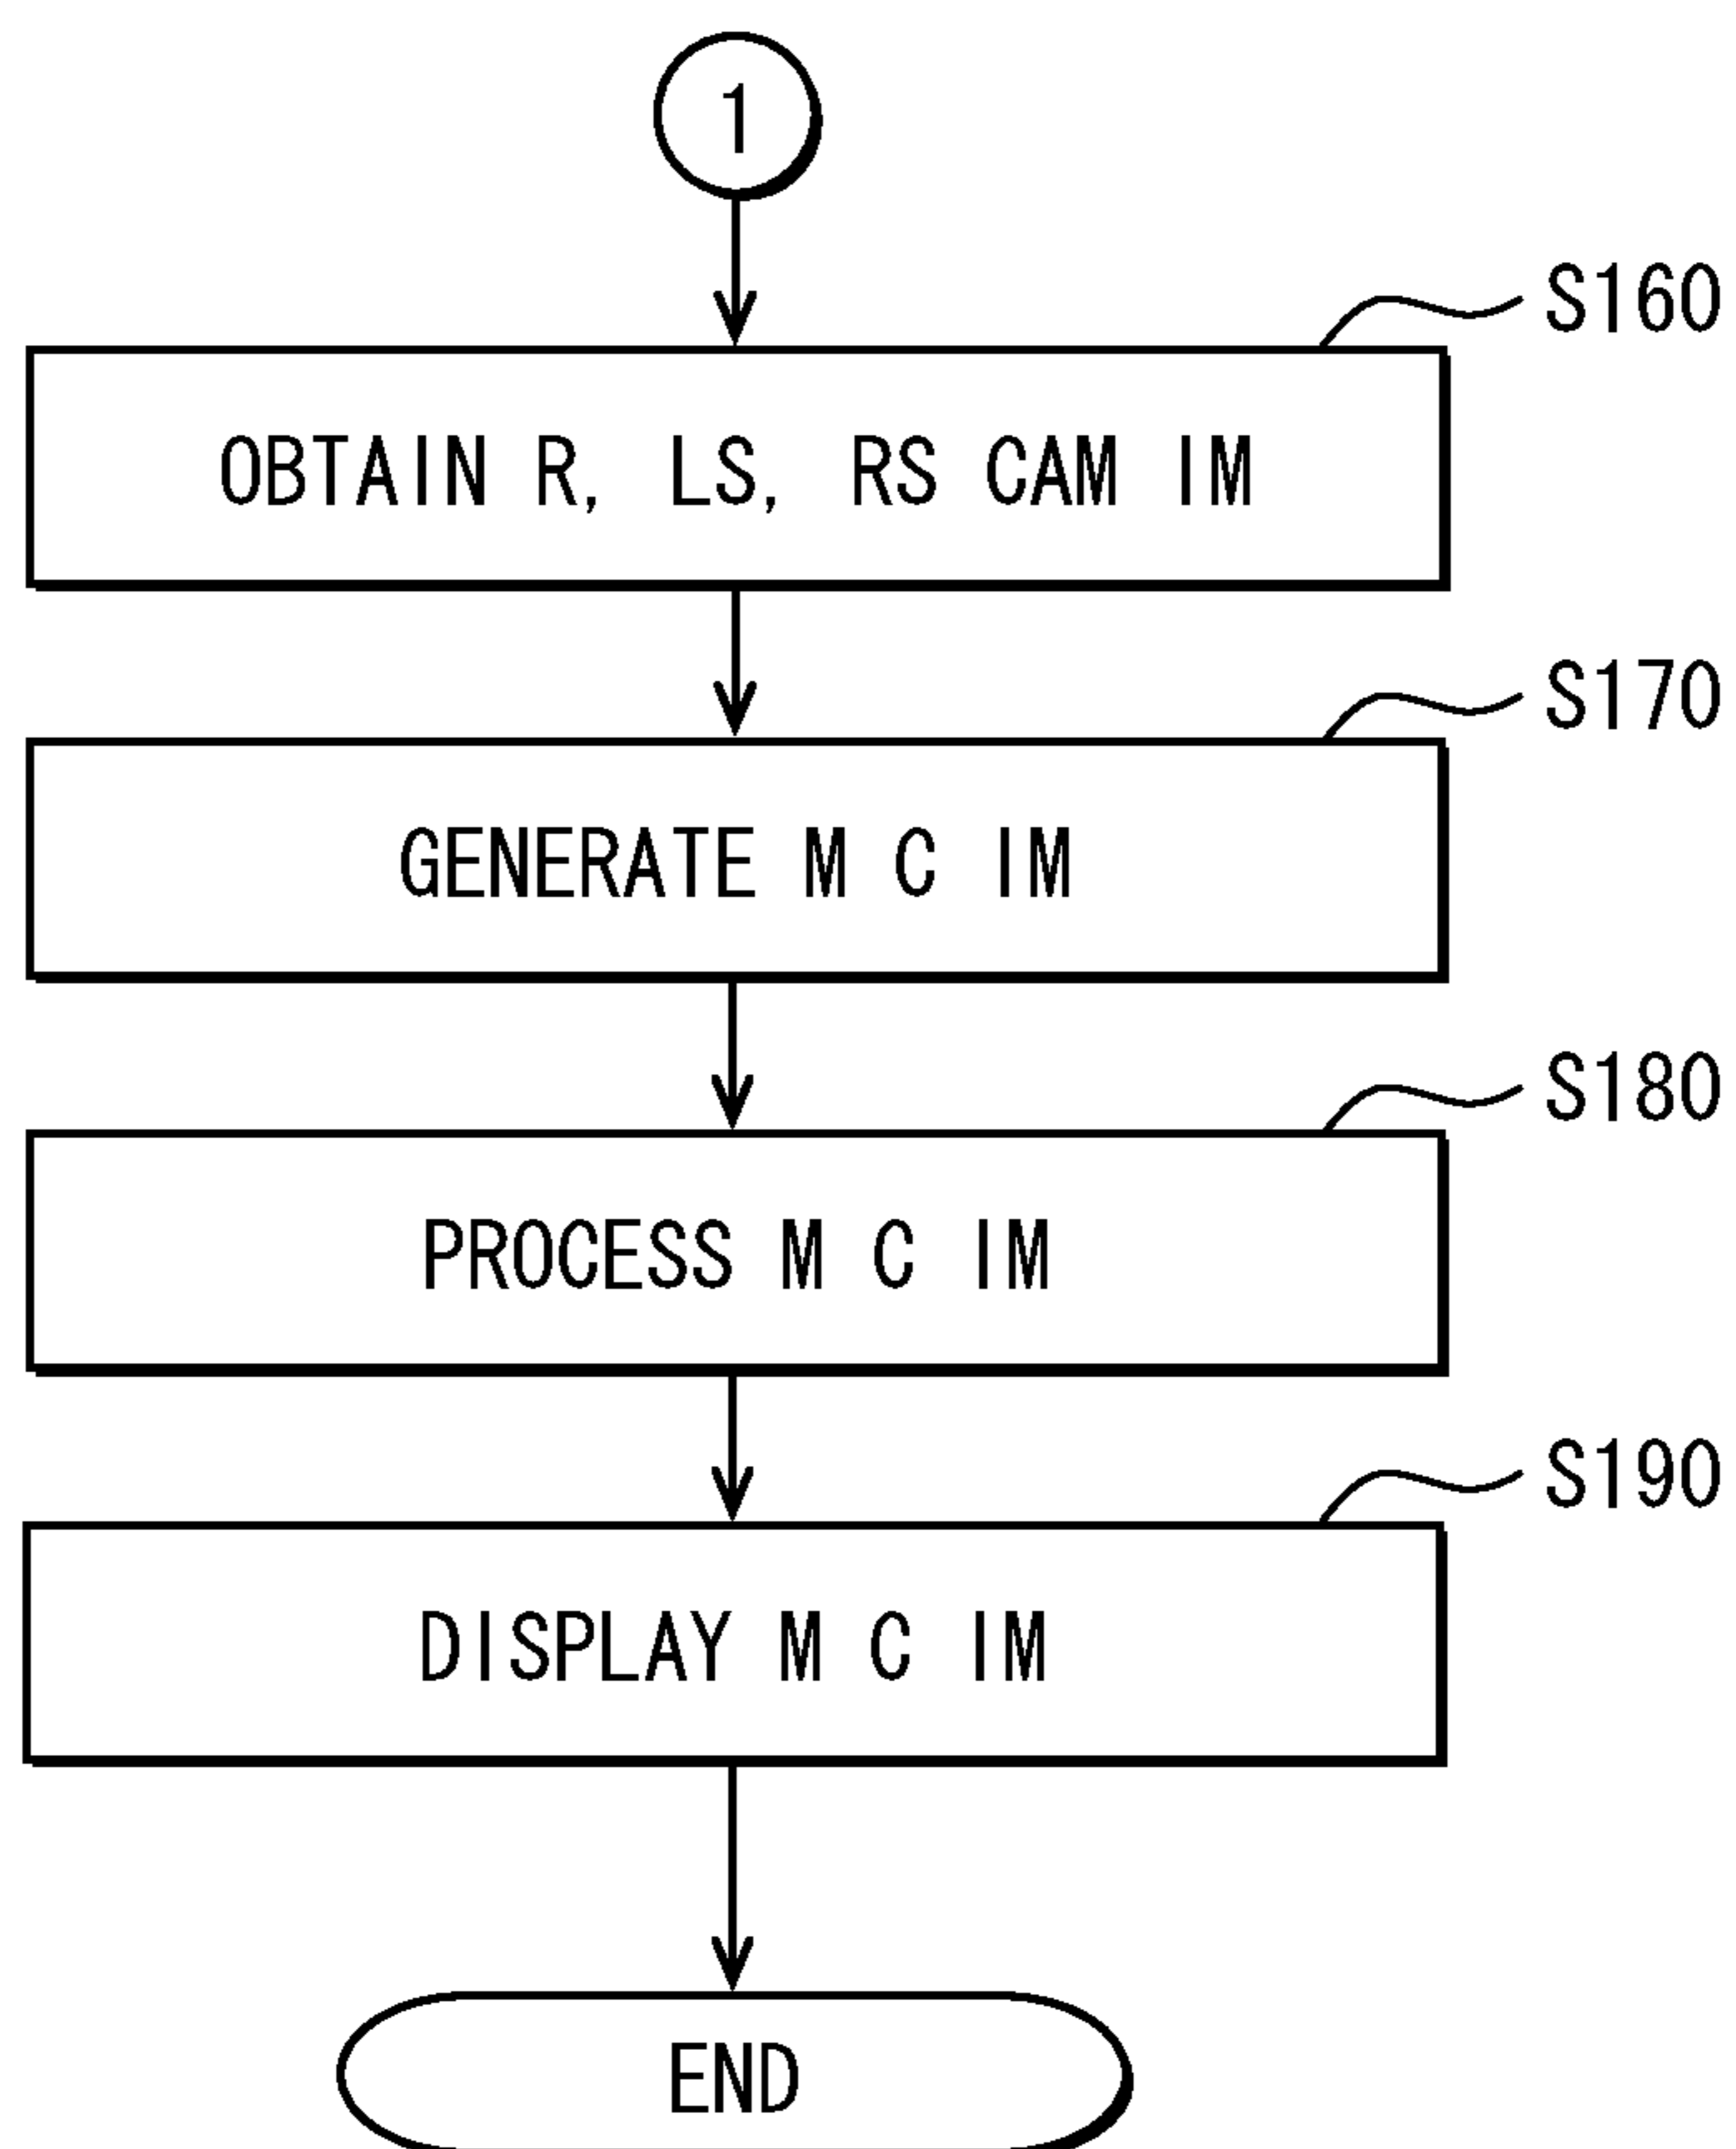 1
S160
OBTAIN R, LS, RS CAM IM
S170
GENERATE M C IM
S180
PROCESS M C IM
S190
DISPLAY M C IM
END